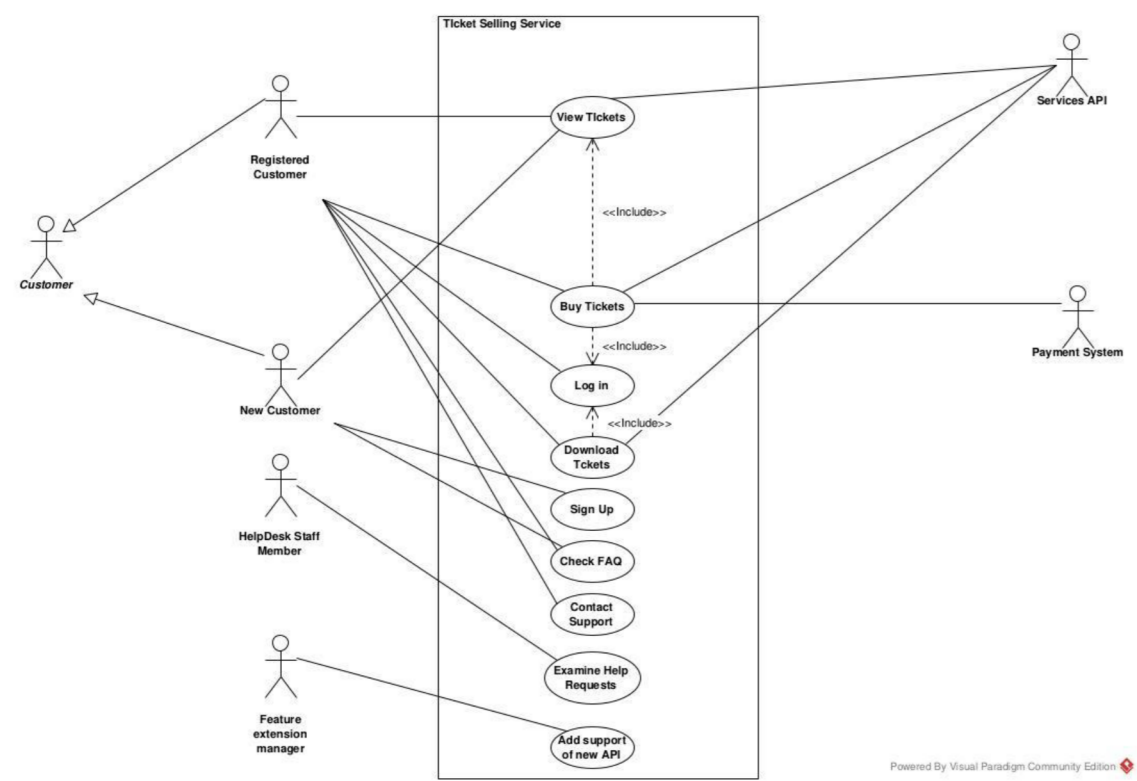 TIcket Selling Service
Services API
View TIckets
Registered
Customer
<<Include>>
Customer
Buy Tickets
<<Include>>
Payment System
Log in
New Customer
<<Include>>
Download
Tckets
Sign Up
HelpDesk Staff
Member
Check FAQ
Contact
Support
Examine Help
Requests
Feature
extension
manager
Add support
of new API
Powered By Visual Paradigm Community Edition